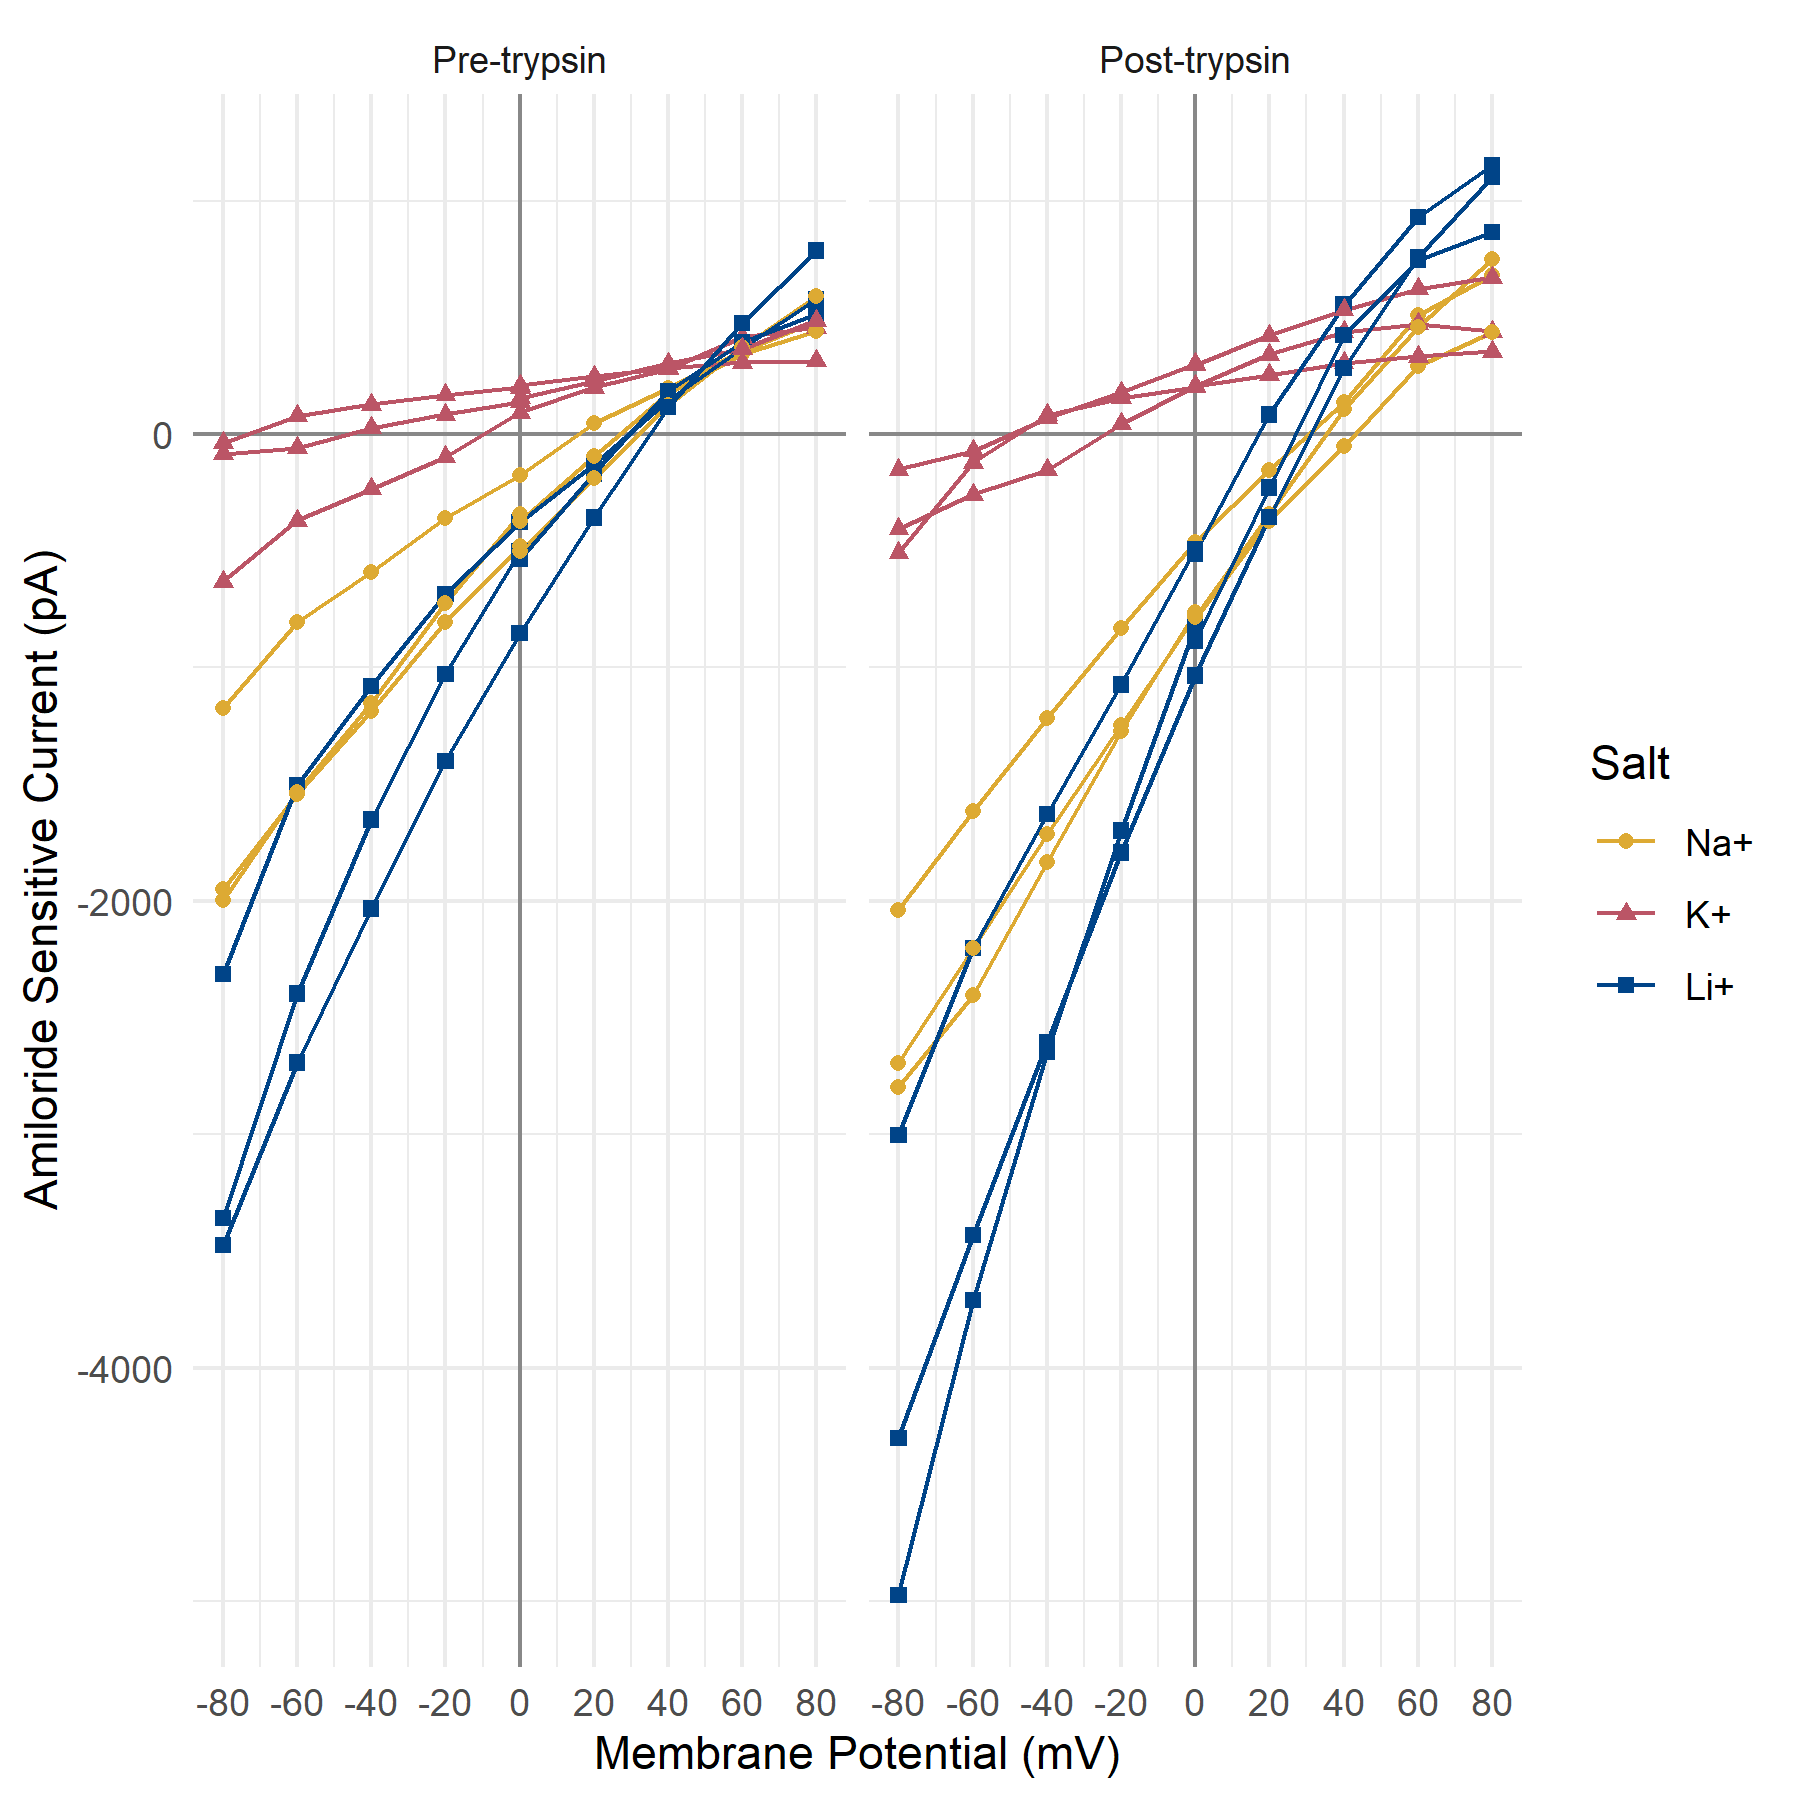 Pre-trypsin
Post-trypsin
Amiloride Sensitive Current (pA)
0
-2000
-4000
-80 -60 -40 -20 0 20 40 60 80
-80 -60 -40 -20 0 20 40 60 80
Membrane Potential (mV)
Salt
Na+
K+
Li+